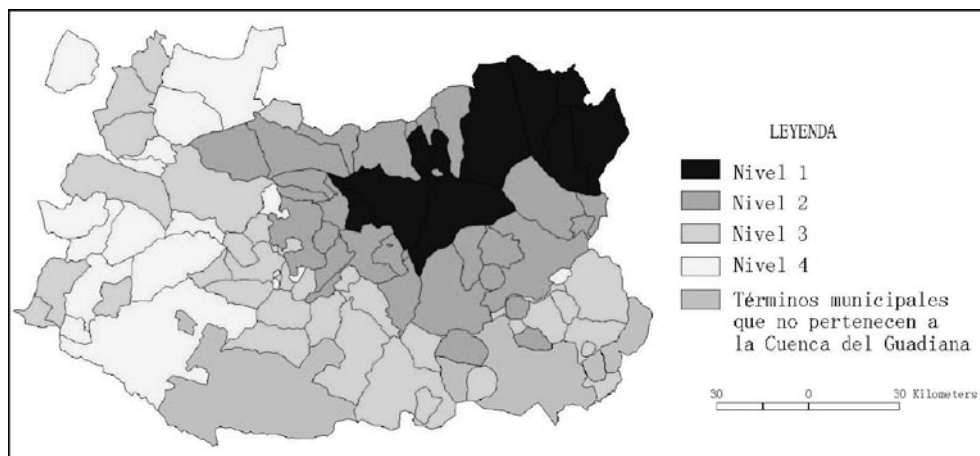 LEYENDA
Nivel 1
Nivel 2
Nivel 3
Nivel 4
Términos municipales
que no pertenecen a
la Cuenca del Guadiana
30 0 30 Kilometers